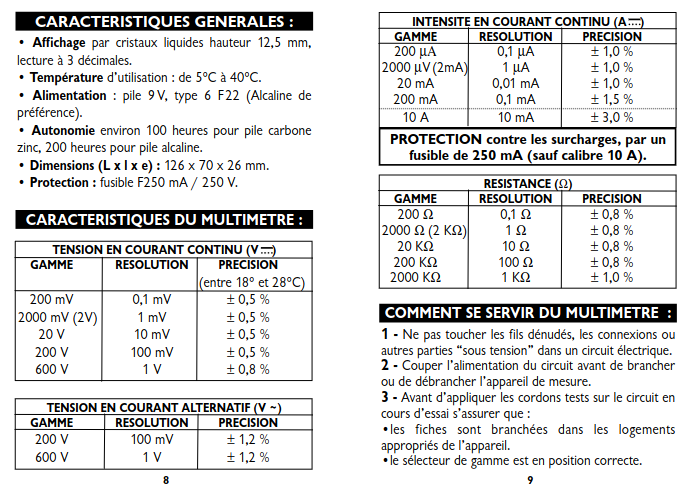 CARACTERISTIQUES GENERALES :
• Affichage par cristaux liquides hauteur 12,5 mm,
lecture à 3 décimales.
• Température d'utilisation : de 5°C à 40°C.
• Alimentation : pile 9 V, type 6 F22 (Alcaline de
préférence).
• Autonomie environ 100 heures pour pile carbone
zinc, 200 heures pour pile alcaline.
• Dimensions (L x l x e) : 126 x 70 x 26 mm.
• Protection : fusible F250 mA / 250 V.
CARACTERISTIQUES DU MULTIMETRE :
TENSION EN COURANT CONTINU (V ⎓)
GAMME RESOLUTION PRECISION
(entre 18° et 28°C)
200 mV 0,1 mV ± 0,5 %
2000 mV (2V) 1 mV ± 0,5 %
20 V 10 mV ± 0,5 %
200 V 100 mV ± 0,5 %
600 V 1 V ± 0,8 %
TENSION EN COURANT ALTERNATIF (V ~)
GAMME RESOLUTION PRECISION
200 V 100 mV ± 1,2 %
600 V 1 V ± 1,2 %
8
INTENSITE EN COURANT CONTINU (A ⎓)
GAMME RESOLUTION PRECISION
200 µA 0,1 µA ± 1,0 %
2000 µV (2mA) 1 µA ± 1,0 %
20 mA 0,01 mA ± 1,0 %
200 mA 0,1 mA ± 1,5 %
10 A 10 mA ± 3,0 %
PROTECTION contre les surcharges, par un
fusible de 250 mA (sauf calibre 10 A).
RESISTANCE (Ω)
GAMME RESOLUTION PRECISION
200 Ω 0,1 Ω ± 0,8 %
2000 Ω (2 KΩ) 1 Ω ± 0,8 %
20 KΩ 10 Ω ± 0,8 %
200 KΩ 100 Ω ± 0,8 %
2000 KΩ 1 KΩ ± 1,0 %
COMMENT SE SERVIR DU MULTIMETRE :
1 - Ne pas toucher les fils dénudés, les connexions ou
autres parties "sous tension" dans un circuit électrique.
2 - Couper l'alimentation du circuit avant de brancher
ou de débrancher l'appareil de mesure.
3 - Avant d'appliquer les cordons tests sur le circuit en
cours d'essai s'assurer que :
•les fiches sont branchées dans les logements
appropriés de l'appareil.
•le sélecteur de gamme est en position correcte.
9